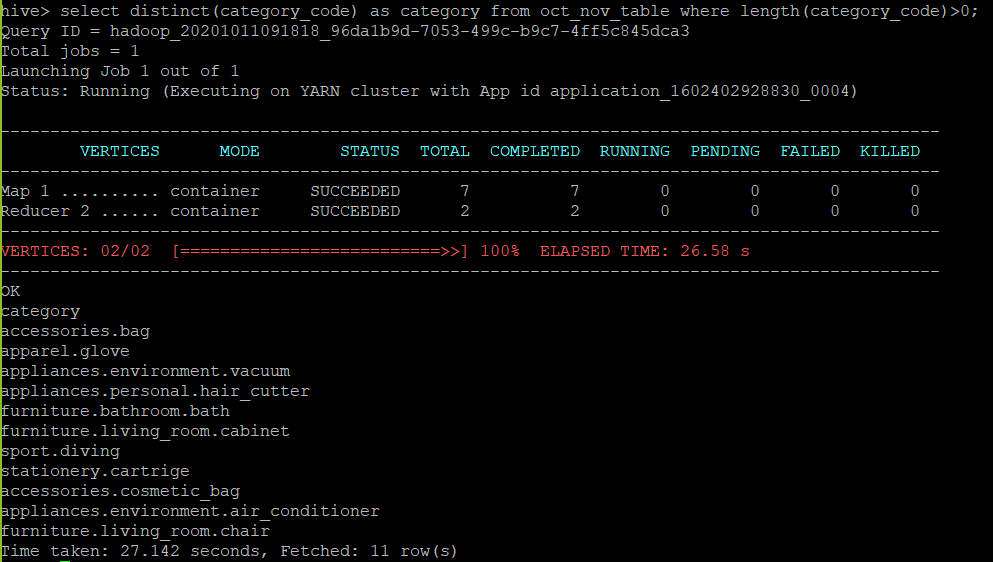 hive> select distinct(category_code) as category from oct_nov_table where length(category_code)>0;
Query ID = hadoop_20201011091818_96da1b9d-7053-499c-b9c7-4ff5c845dca3
Total jobs = 1
Launching Job 1 out of 1
Status: Running (Executing on YARN cluster with App id application_1602402928830_0004)
----------------------------------------------------------------------------------------------
VERTICES MODE STATUS TOTAL COMPLETED RUNNING PENDING FAILED KILLED
----------------------------------------------------------------------------------------------
Map 1 .......... container SUCCEEDED 7 7 0 0 0 0
Reducer 2 ...... container SUCCEEDED 2 2 0 0 0 0
----------------------------------------------------------------------------------------------
VERTICES: 02/02 [==========================>>] 100% ELAPSED TIME: 26.58 s
----------------------------------------------------------------------------------------------
OK
category
accessories.bag
apparel.glove
appliances.environment.vacuum
appliances.personal.hair_cutter
furniture.bathroom.bath
furniture.living_room.cabinet
sport.diving
stationery.cartrige
accessories.cosmetic_bag
appliances.environment.air_conditioner
furniture.living_room.chair
Time taken: 27.142 seconds, Fetched: 11 row(s)